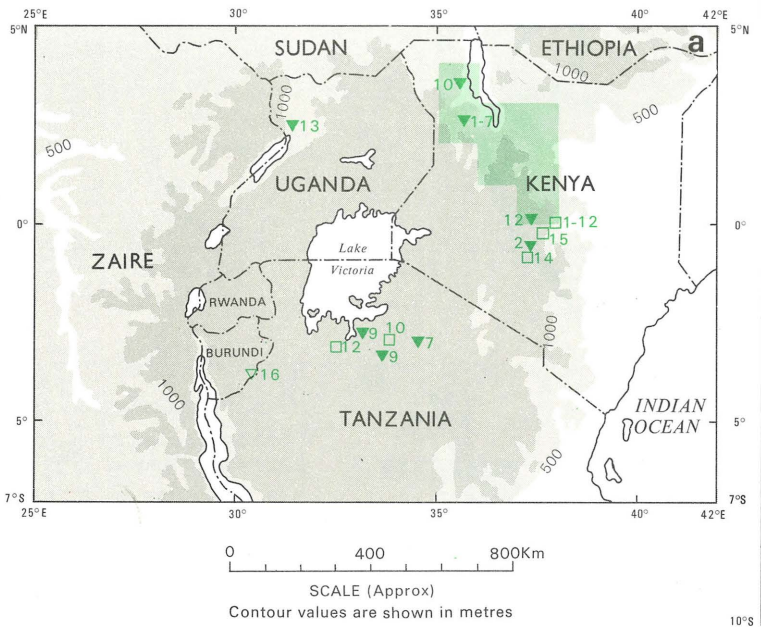 5°N 30° 35° 40° 42°E 5°N
SUDAN ETHIOPIA a
1000
1000
10
500
500
13
1-7
UGANDA KENYA
12 1-12
0° 0°
15
ZAIRE Lake 2
Victoria 14
RWANDA
9 10
1000
BURUNDI 12 7
9
16
1000
INDIAN
OCEAN
5° TANZANIA 5°
500
7°S 7°S
25°E 30° 35° 40° 42°E
0 400 800Km
SCALE (Approx)
Contour values are shown in metres
10°S